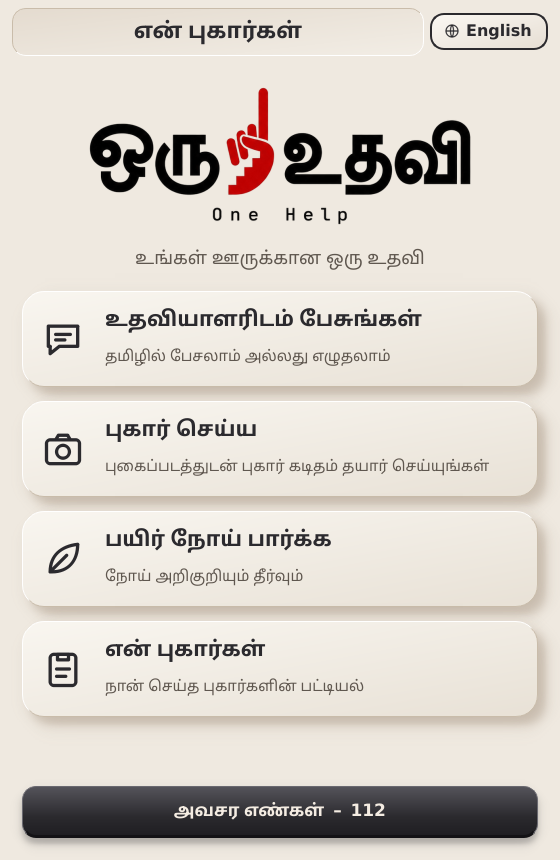 என் புகார்கள்
English
ஒரு உதவி
One Help
உங்கள் ஊருக்கான ஒரு உதவி
உதவியாளரிடம் பேசுங்கள்
தமிழில் பேசலாம் அல்லது எழுதலாம்
புகார் செய்ய
புகைப்படத்துடன் புகார் கடிதம் தயார் செய்யுங்கள்
பயிர் நோய் பார்க்க
நோய் அறிகுறியும் தீர்வும்
என் புகார்கள்
நான் செய்த புகார்களின் பட்டியல்
அவசர எண்கள் – 112